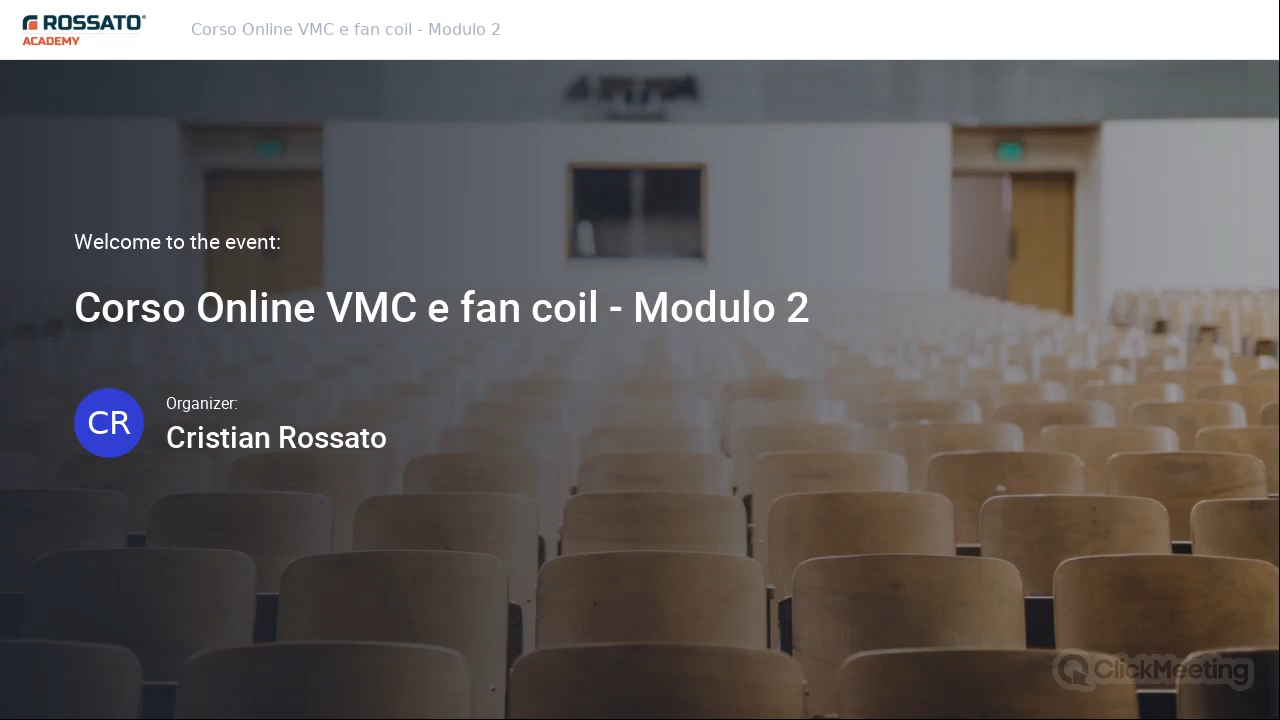 ROSSATO®
ACADEMY
Corso Online VMC e fan coil - Modulo 2
Welcome to the event:
Corso Online VMC e fan coil - Modulo 2
CR
Organizer:
Cristian Rossato
ClickMeeting